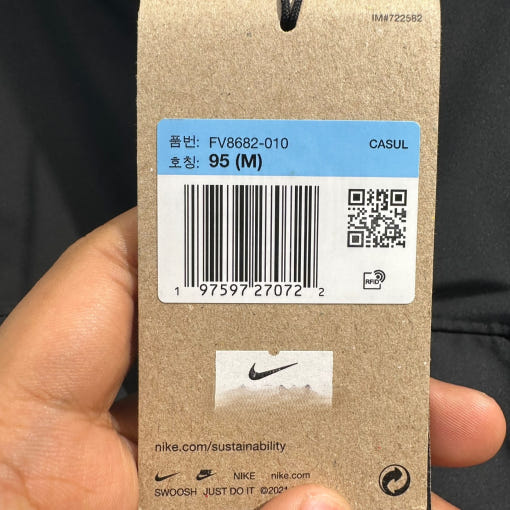 IM#722582
품번: FV8682-010 CASUL
호칭: 95 (M)
RFID
1 97597 27072 2
nike.com/sustainability
NIKE nike.com
SWOOSH JUST DO IT ©2021